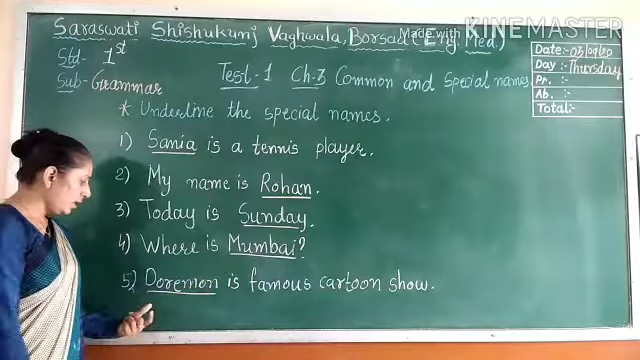 Saraswati Shishukunj Vaghwala, Borsad (Eng. Med.)
Made with KINEMASTER
Std - 1st
Sub - Grammar
Date:- 03/09/20
Day :- Thursday
Pr. :-
Ab. :-
Total:-
Test-1 Ch-3 Common and Special names.
* Underline the special names.
1) Sania is a tennis player.
2) My name is Rohan.
3) Today is Sunday.
4) Where is Mumbai?
5) Doremon is famous cartoon show.